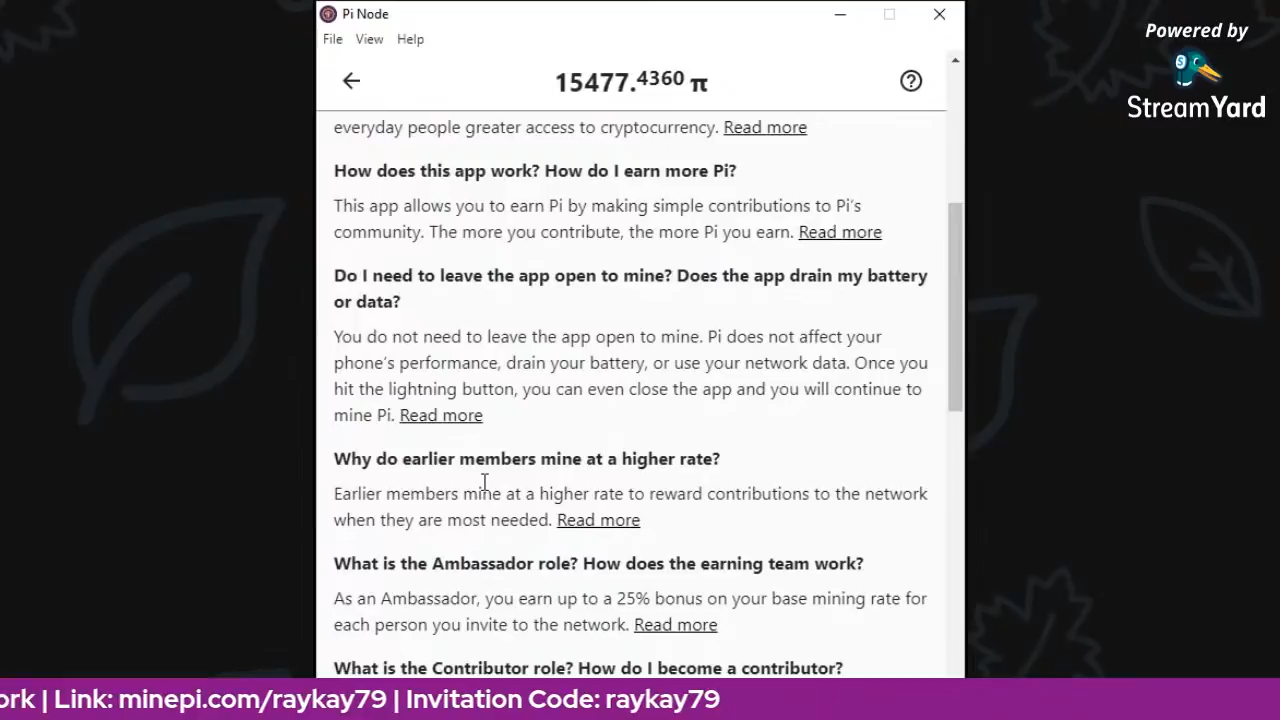 Pi Node
Powered by
File View Help
StreamYard
15477.4360 π
everyday people greater access to cryptocurrency. Read more
How does this app work? How do I earn more Pi?
This app allows you to earn Pi by making simple contributions to Pi's
community. The more you contribute, the more Pi you earn. Read more
Do I need to leave the app open to mine? Does the app drain my battery
or data?
You do not need to leave the app open to mine. Pi does not affect your
phone's performance, drain your battery, or use your network data. Once you
hit the lightning button, you can even close the app and you will continue to
mine Pi. Read more
Why do earlier members mine at a higher rate?
Earlier members mine at a higher rate to reward contributions to the network
when they are most needed. Read more
What is the Ambassador role? How does the earning team work?
As an Ambassador, you earn up to a 25% bonus on your base mining rate for
each person you invite to the network. Read more
What is the Contributor role? How do I become a contributor?
ork | Link: minepi.com/raykay79 | Invitation Code: raykay79